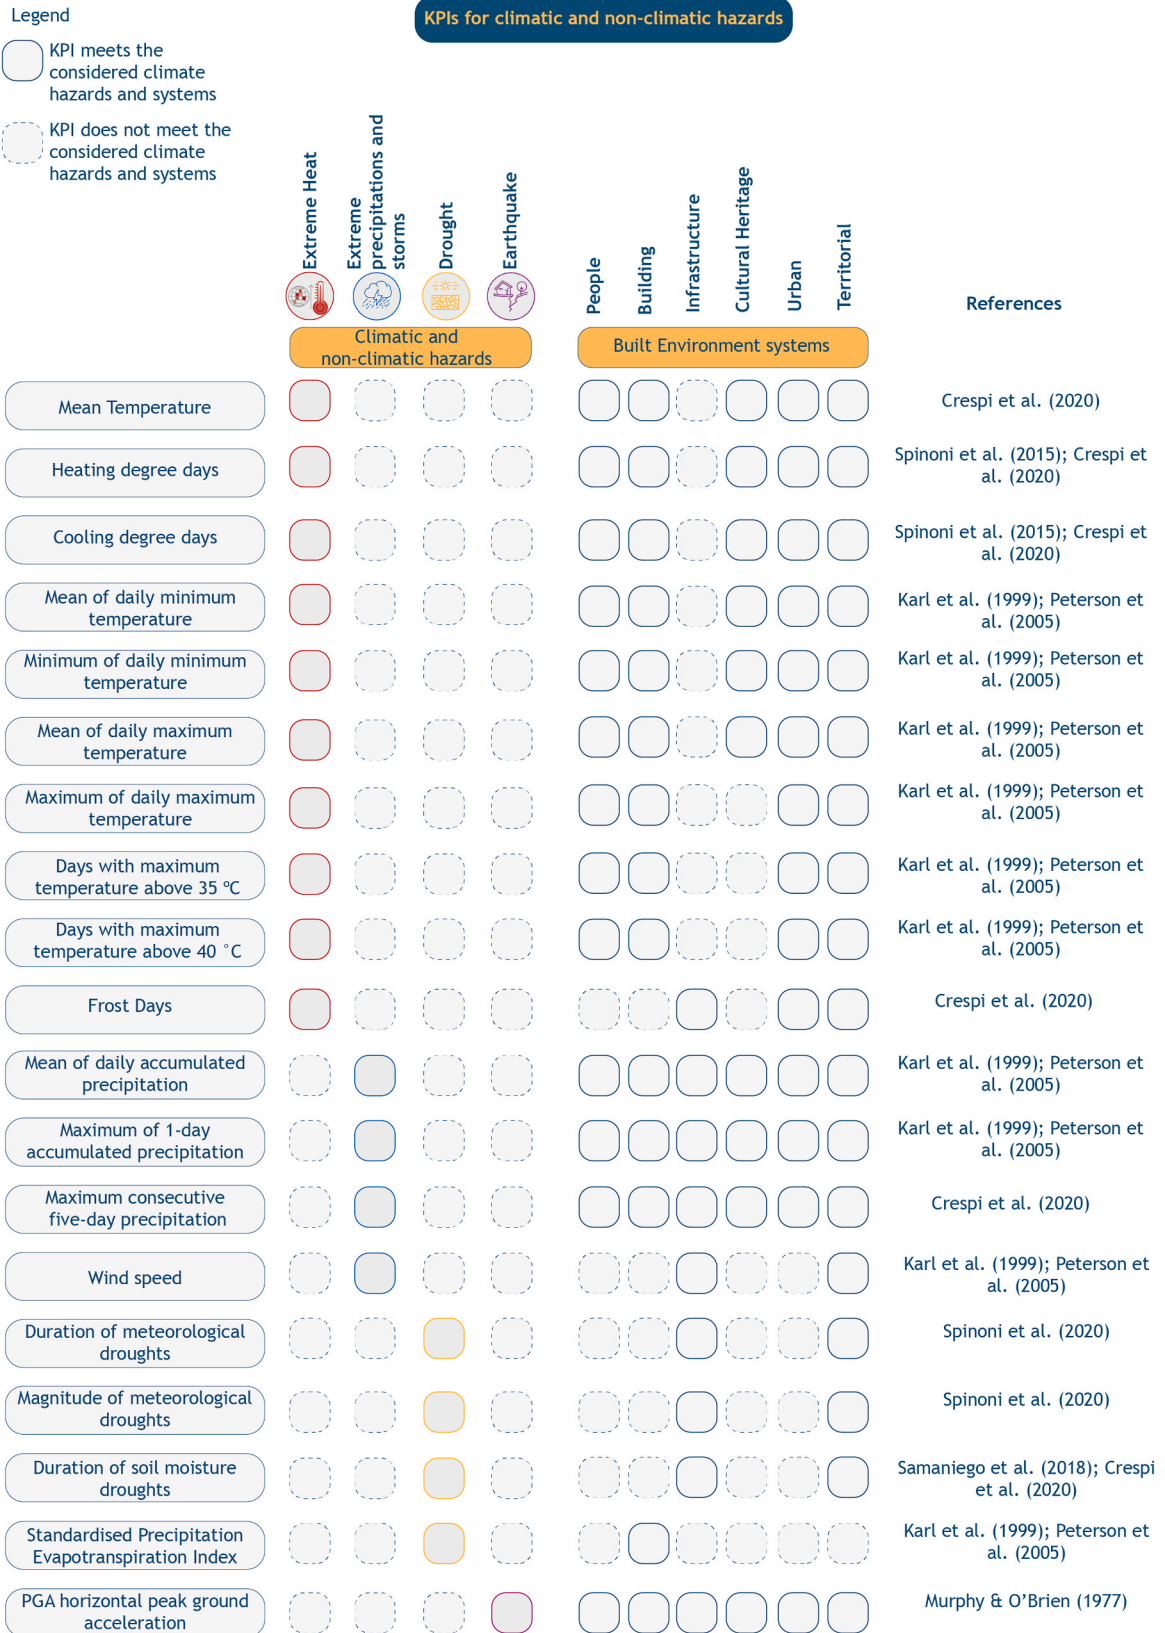 Legend
KPIs for climatic and non-climatic hazards
KPI meets the
considered climate
hazards and systems
KPI does not meet the
considered climate
hazards and systems
Extreme Heat
Extreme
precipitations and
storms
Drought
Earthquake
People
Building
Infrastructure
Cultural Heritage
Urban
Territorial
References
Climatic and
non-climatic hazards
Built Environment systems
Mean Temperature
Crespi et al. (2020)
Heating degree days
Spinoni et al. (2015); Crespi et
al. (2020)
Cooling degree days
Spinoni et al. (2015); Crespi et
al. (2020)
Mean of daily minimum
temperature
Karl et al. (1999); Peterson et
al. (2005)
Minimum of daily minimum
temperature
Karl et al. (1999); Peterson et
al. (2005)
Mean of daily maximum
temperature
Karl et al. (1999); Peterson et
al. (2005)
Maximum of daily maximum
temperature
Karl et al. (1999); Peterson et
al. (2005)
Days with maximum
temperature above 35 ºC
Karl et al. (1999); Peterson et
al. (2005)
Days with maximum
temperature above 40 °C
Karl et al. (1999); Peterson et
al. (2005)
Frost Days
Crespi et al. (2020)
Mean of daily accumulated
precipitation
Karl et al. (1999); Peterson et
al. (2005)
Maximum of 1-day
accumulated precipitation
Karl et al. (1999); Peterson et
al. (2005)
Maximum consecutive
five-day precipitation
Crespi et al. (2020)
Wind speed
Karl et al. (1999); Peterson et
al. (2005)
Duration of meteorological
droughts
Spinoni et al. (2020)
Magnitude of meteorological
droughts
Spinoni et al. (2020)
Duration of soil moisture
droughts
Samaniego et al. (2018); Crespi
et al. (2020)
Standardised Precipitation
Evapotranspiration Index
Karl et al. (1999); Peterson et
al. (2005)
PGA horizontal peak ground
acceleration
Murphy & O'Brien (1977)